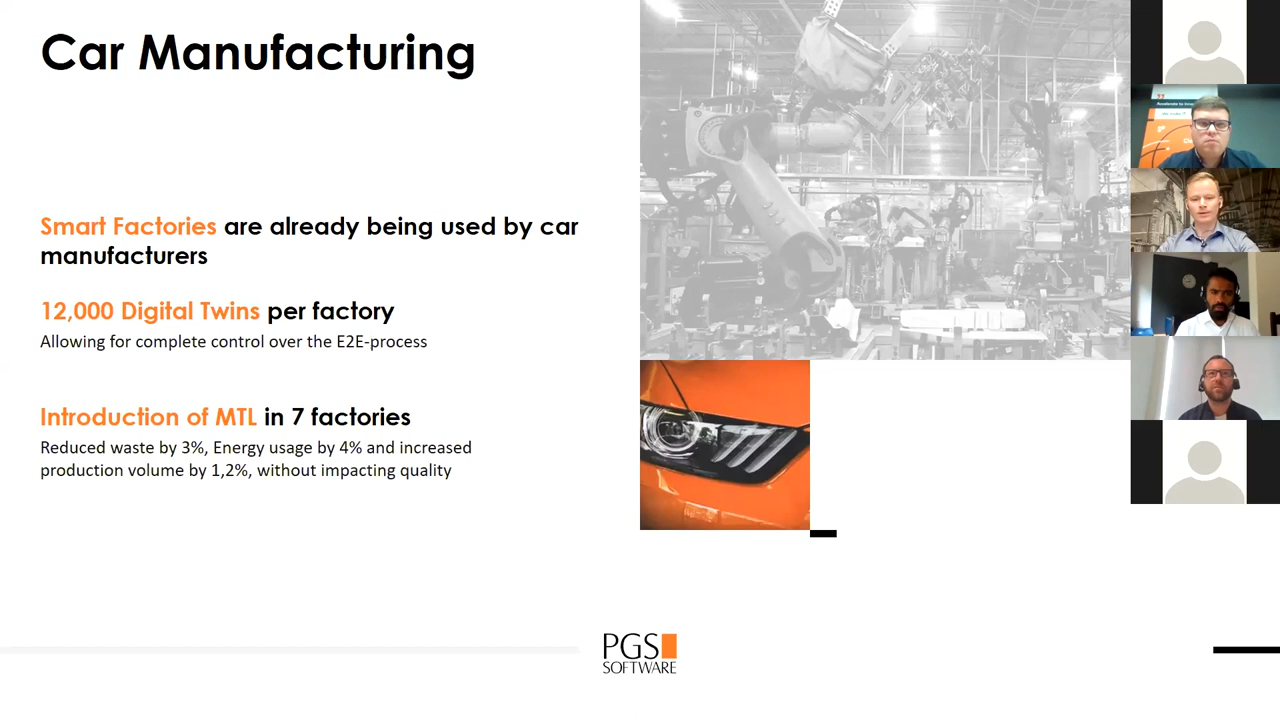 Car Manufacturing
Smart Factories are already being used by car
manufacturers
12,000 Digital Twins per factory
Allowing for complete control over the E2E-process
Introduction of MTL in 7 factories
Reduced waste by 3%, Energy usage by 4% and increased
production volume by 1,2%, without impacting quality
PGS
SOFTWARE